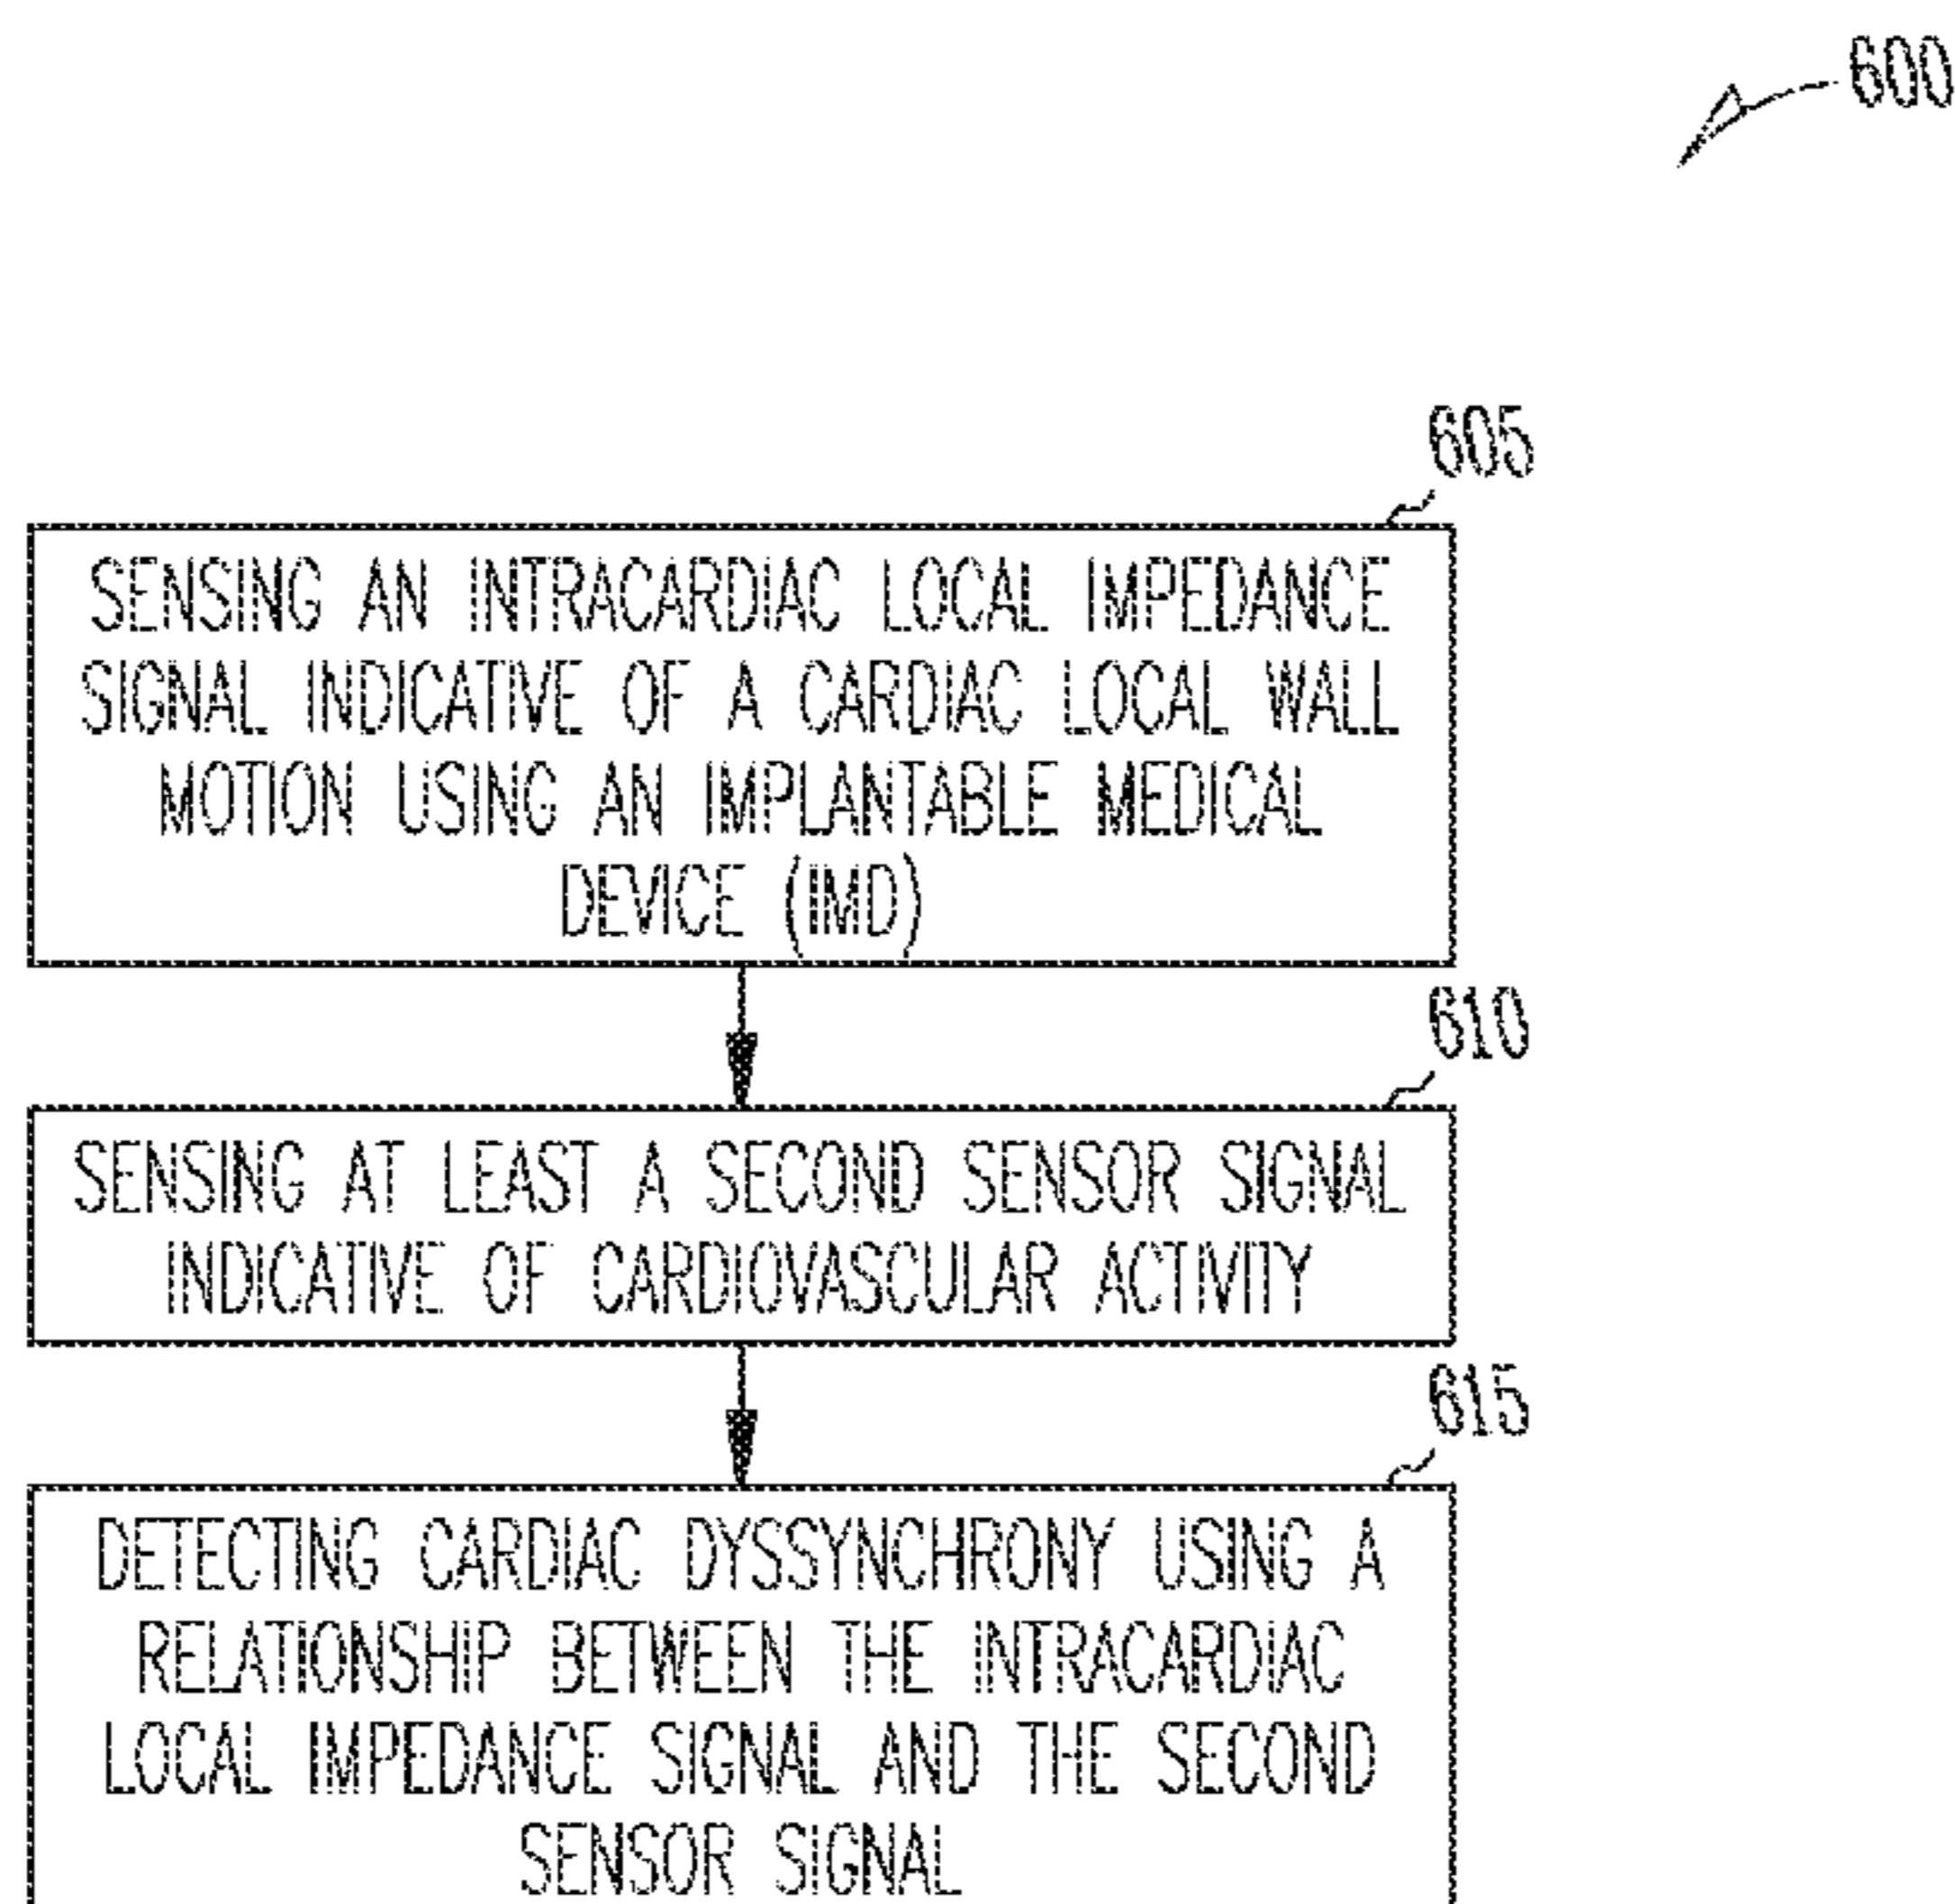 600
605
SENSING AN INTRACARDIAC LOCAL IMPEDANCE
SIGNAL INDICATIVE OF A CARDIAC LOCAL WALL
MOTION USING AN IMPLANTABLE MEDICAL
DEVICE (IMD)
610
SENSING AT LEAST A SECOND SENSOR SIGNAL
INDICATIVE OF CARDIOVASCULAR ACTIVITY
615
DETECTING CARDIAC DYSSYNCHRONY USING A
RELATIONSHIP BETWEEN THE INTRACARDIAC
LOCAL IMPEDANCE SIGNAL AND THE SECOND
SENSOR SIGNAL